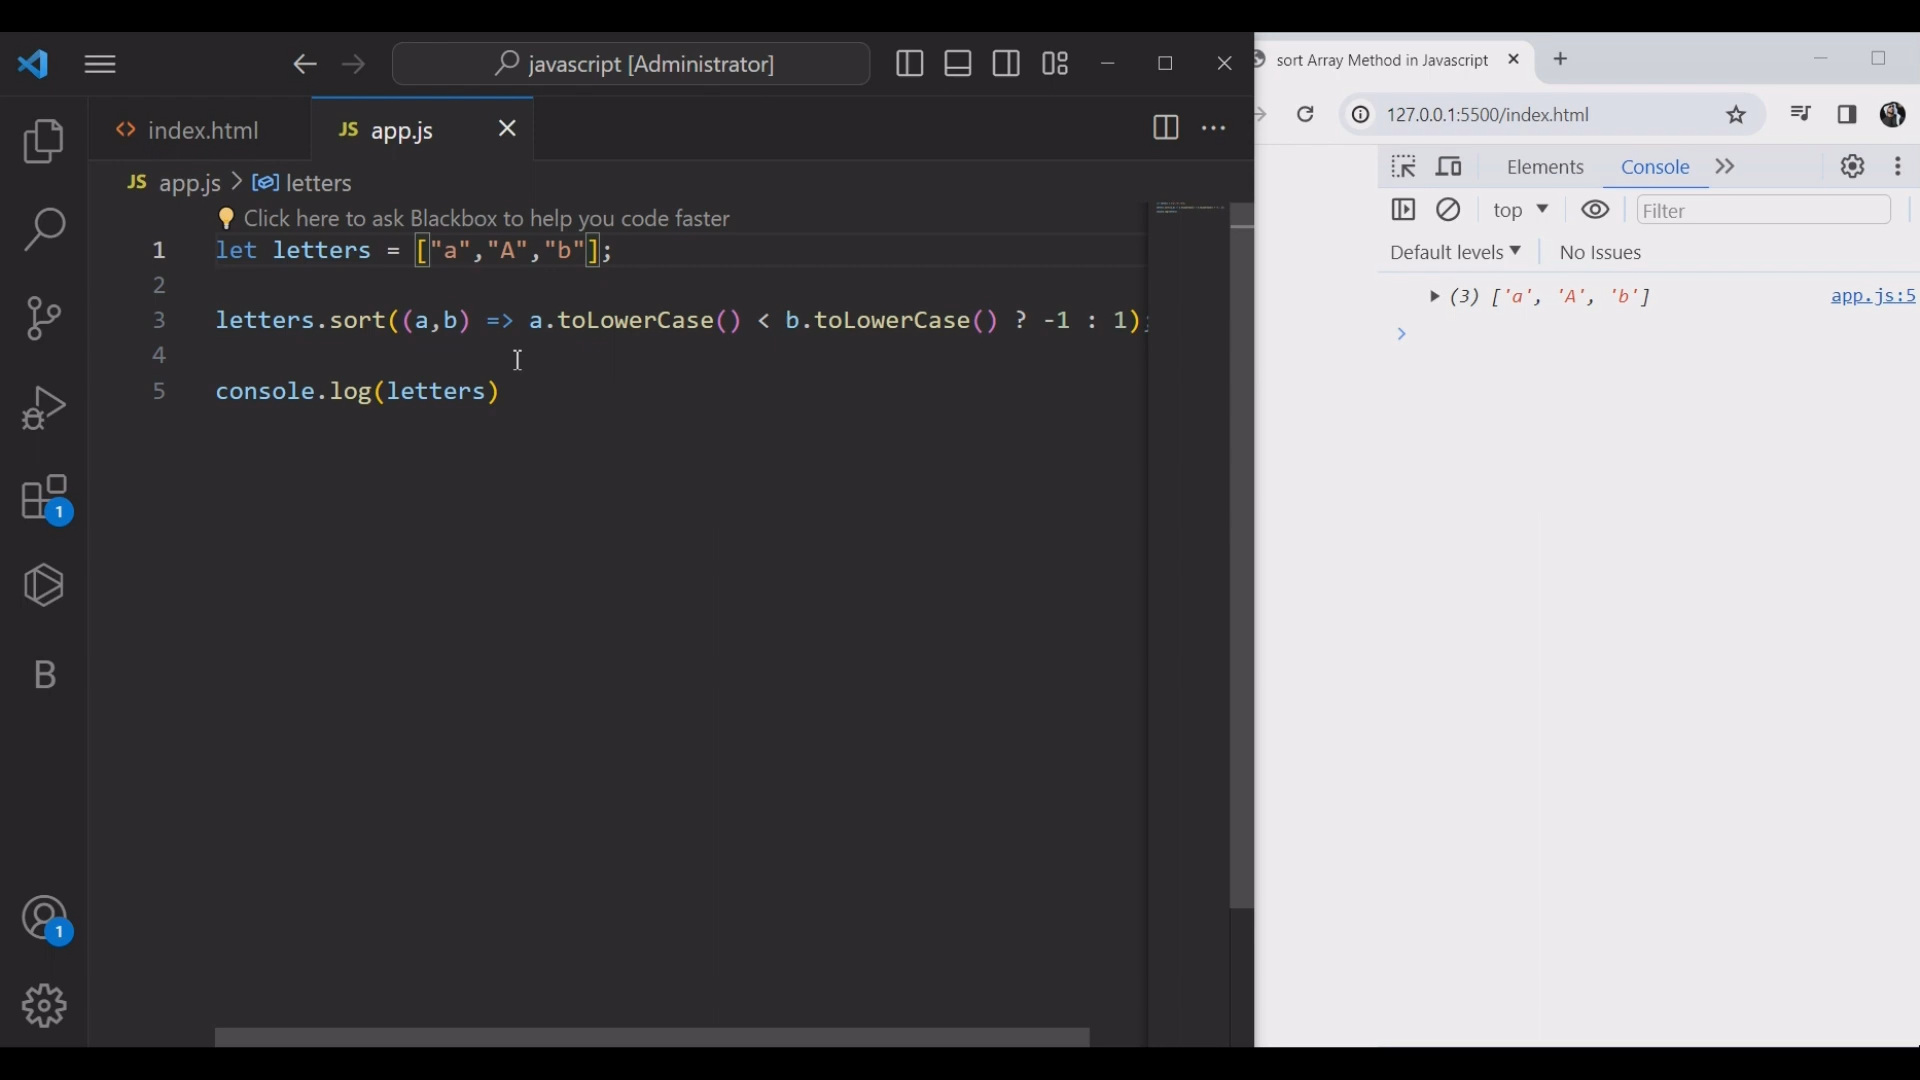 javascript [Administrator]
index.html
JS app.js
JS app.js > letters
Click here to ask Blackbox to help you code faster
1 let letters = ["a","A","b"];
2
3 letters.sort((a,b) => a.toLowerCase() < b.toLowerCase() ? -1 : 1);
4
5 console.log(letters)
1
B
1
sort Array Method in Javascript
127.0.0.1:5500/index.html
Elements Console
top Filter
Default levels No Issues
(3) ['a', 'A', 'b'] app.js:5